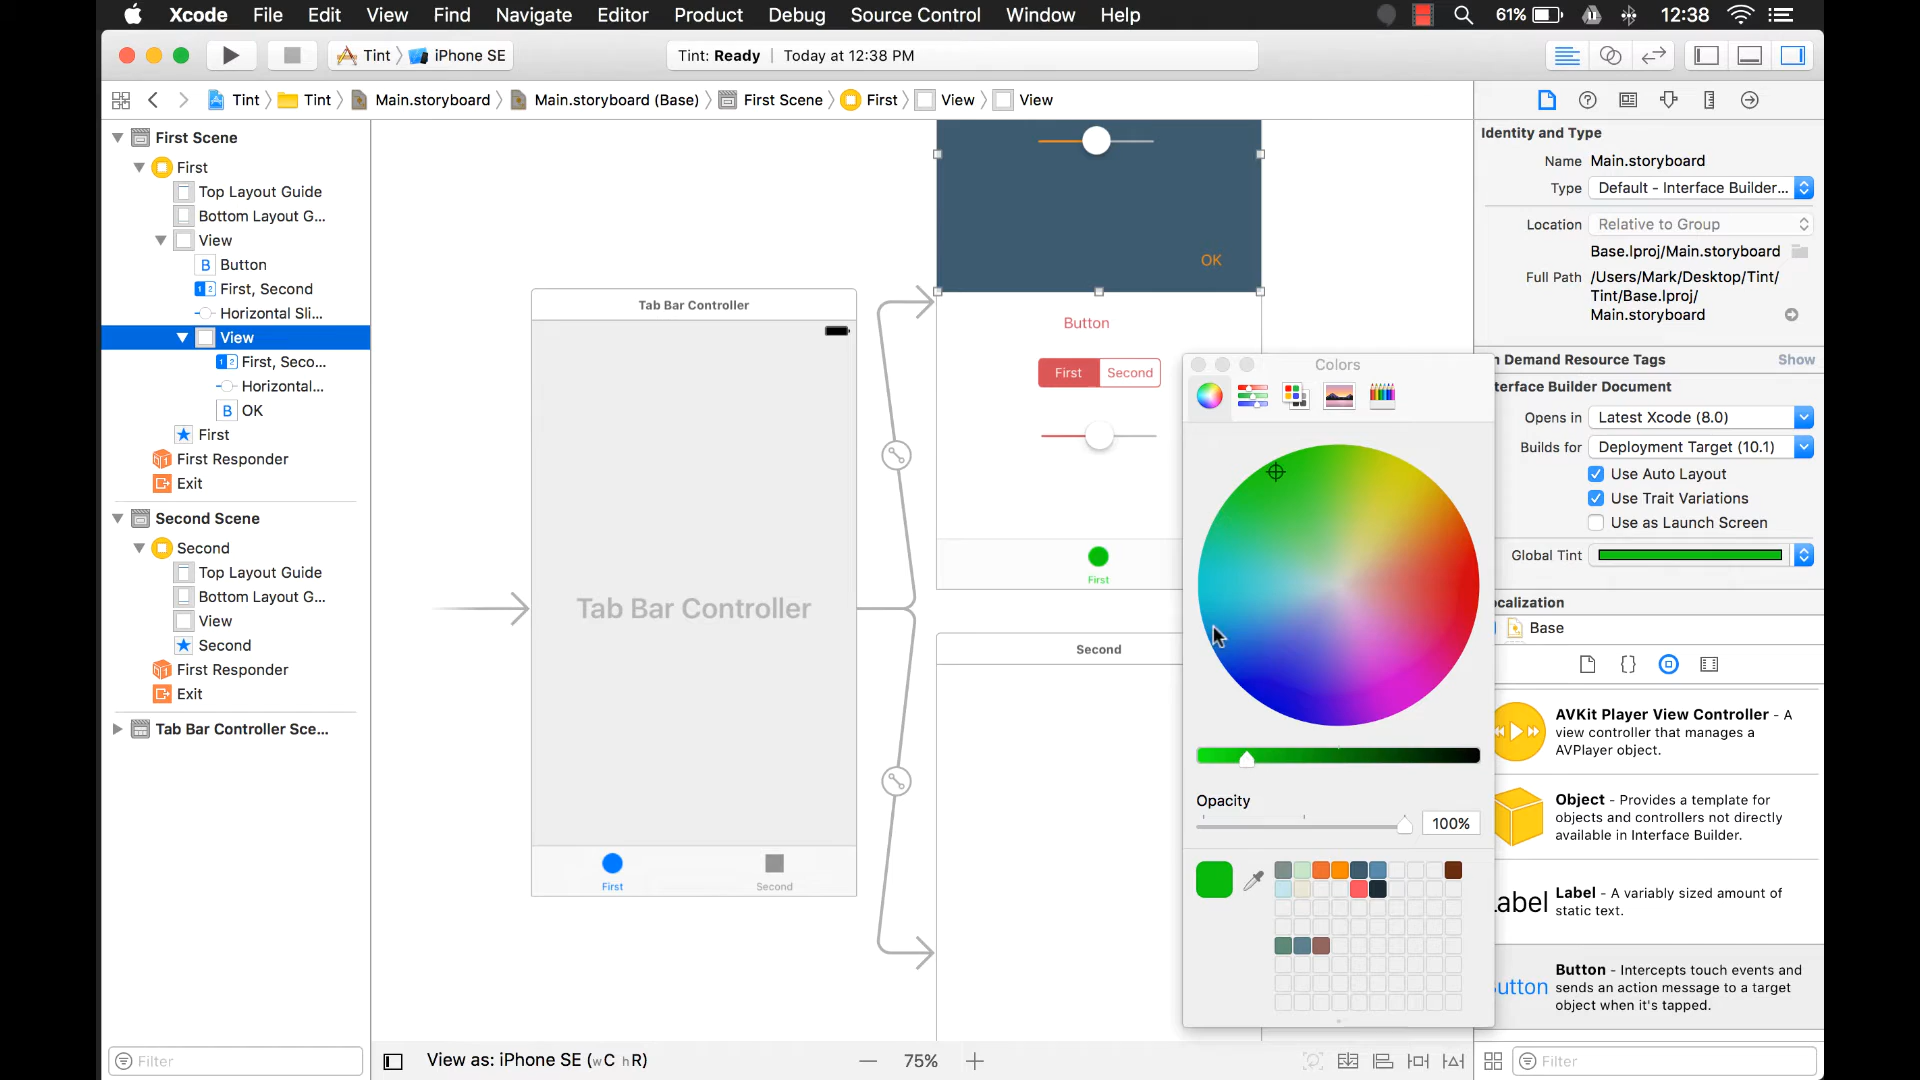 Xcode File Edit View Find Navigate Editor Product Debug Source Control Window Help 61% 12:38
Tint iPhone SE Tint: Ready Today at 12:38 PM
Tint Tint Main.storyboard Main.storyboard (Base) First Scene First View View
First Scene
First
Top Layout Guide
Bottom Layout G...
View
B Button
1 2 First, Second
Horizontal Sli...
View
1 2 First, Seco...
Horizontal...
B OK
First
First Responder
Exit
Second Scene
Second
Top Layout Guide
Bottom Layout G...
View
Second
First Responder
Exit
Tab Bar Controller Sce...
Filter
Tab Bar Controller
Tab Bar Controller
First Second
OK
Button
First Second
First
Second
View as: iPhone SE (wC hR) 75%
Colors
Opacity
100%
Identity and Type
Name Main.storyboard
Type Default - Interface Builder...
Location Relative to Group
Base.lproj/Main.storyboard
Full Path /Users/Mark/Desktop/Tint/
Tint/Base.lproj/
Main.storyboard
n Demand Resource Tags Show
terface Builder Document
Opens in Latest Xcode (8.0)
Builds for Deployment Target (10.1)
Use Auto Layout
Use Trait Variations
Use as Launch Screen
Global Tint
ocalization
Base
{}
AVKit Player View Controller - A
view controller that manages a
AVPlayer object.
Object - Provides a template for
objects and controllers not directly
available in Interface Builder.
Label Label - A variably sized amount of
static text.
Button Button - Intercepts touch events and
sends an action message to a target
object when it's tapped.
Filter